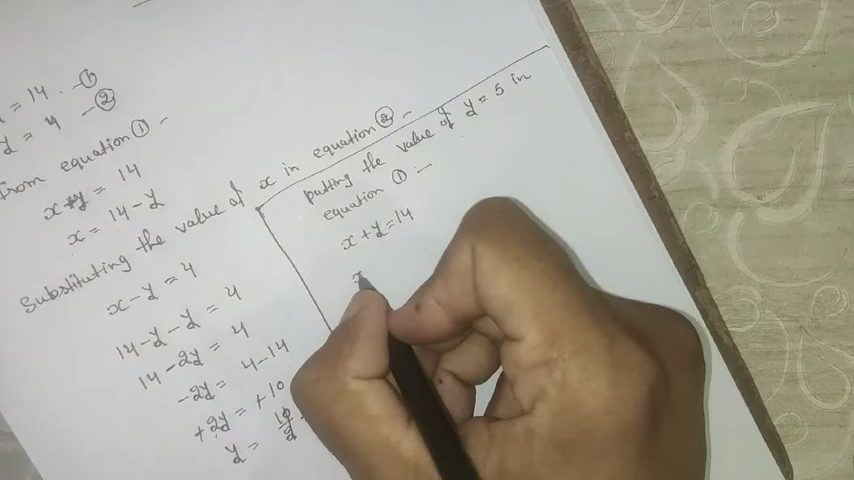 = 14 -①
y = 4 -②
From equation ① -
x+y = 14
x = 14-y
Substituting the value of x in equation ② -
x-y = 4
14-y-y = 4
14-2y = 4
-2y = 4-14
+2y = +10
y = 10/2
putting the value of y = 5 in
equation ① -
x+y=14
x